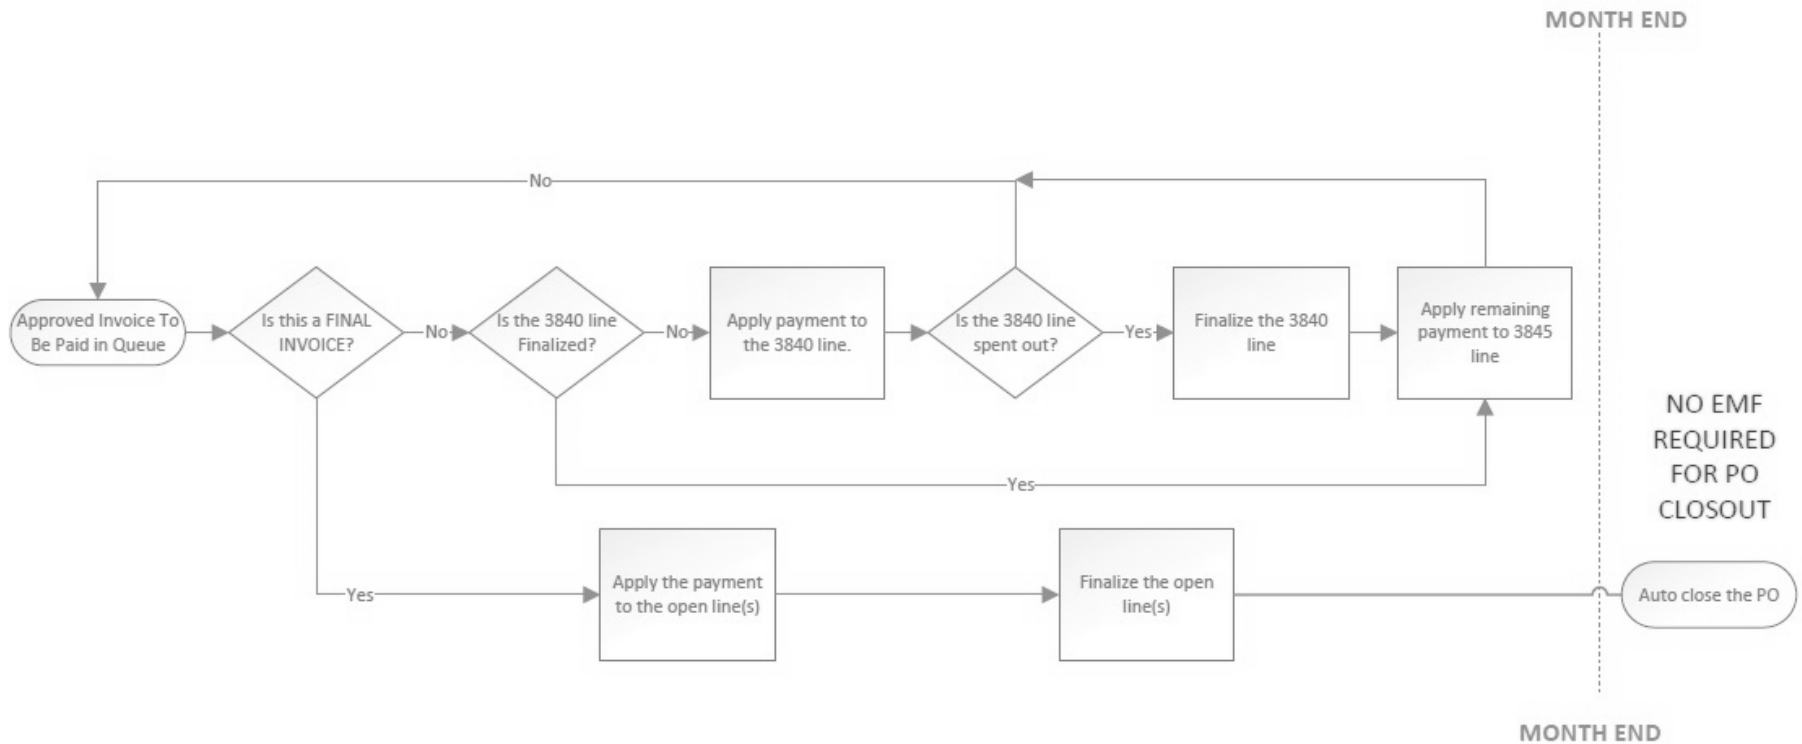 MONTH END
No
Approved Invoice To
Be Paid in Queue
Is this a FINAL
INVOICE?
No
Is the 3840 line
Finalized?
No
Apply payment to
the 3840 line.
Is the 3840 line
spent out?
Yes
Finalize the 3840
line
Apply remaining
payment to 3845
line
NO EMF
REQUIRED
FOR PO
CLOSOUT
Yes
Yes
Apply the payment
to the open line(s)
Finalize the open
line(s)
Auto close the PO
MONTH END